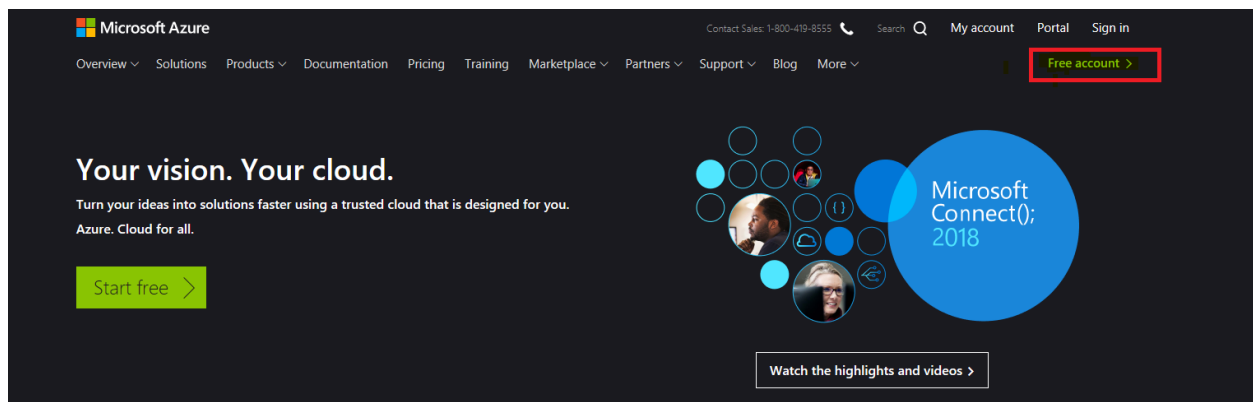 Microsoft Azure
Contact Sales: 1-800-419-8555 Search My account Portal Sign in
Overview Solutions Products Documentation Pricing Training Marketplace Partners Support Blog More Free account >
Your vision. Your cloud.
Turn your ideas into solutions faster using a trusted cloud that is designed for you.
Azure. Cloud for all.
Start free >
{}
Microsoft
Connect();
2018
Watch the highlights and videos >